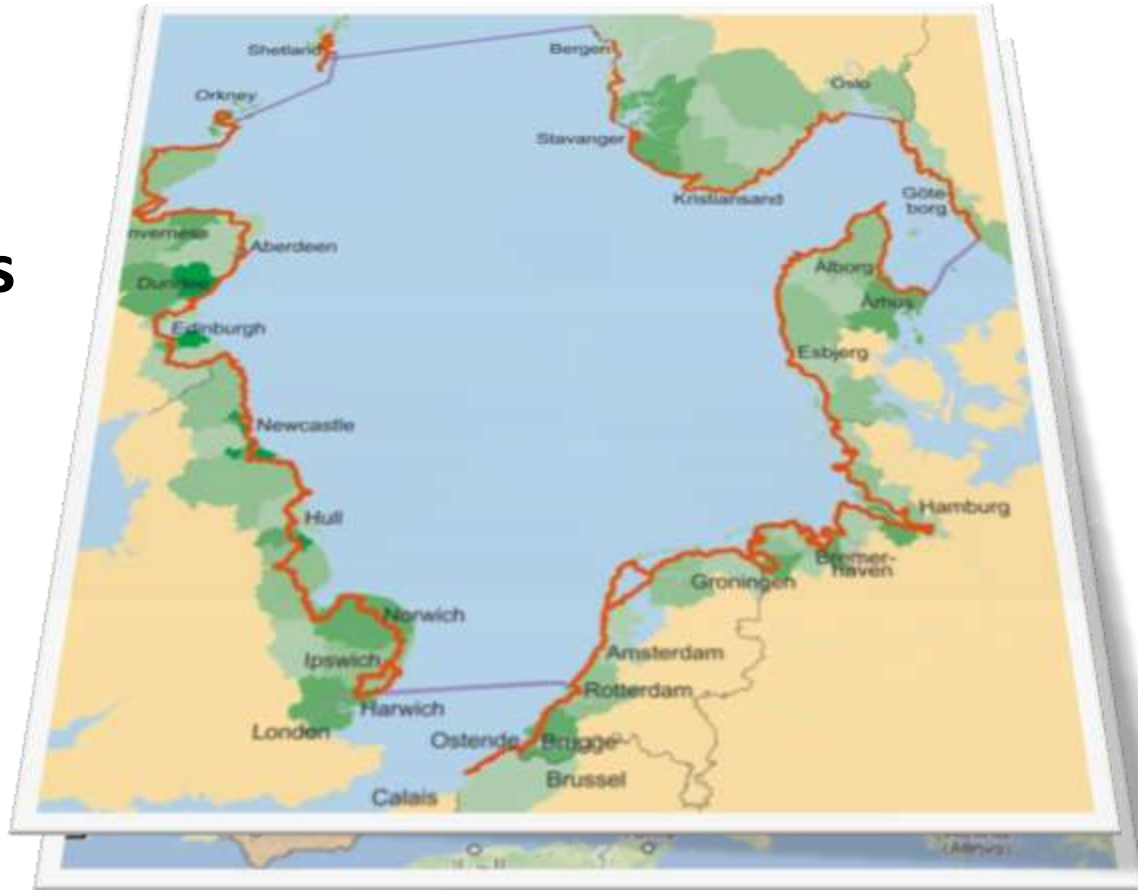 Shetland
Bergen
Orkney
Oslo
Stavanger
Kristiansand
Göte-
borg
nverness
Aberdeen
Ålborg
Århus
Dundee
Edinburgh
Esbjerg
Newcastle
Hull
Hamburg
Bremer-
haven
Groningen
Norwich
Ipswich
Amsterdam
Rotterdam
Harwich
London
Ostende
Brugge
Brussel
Calais
s